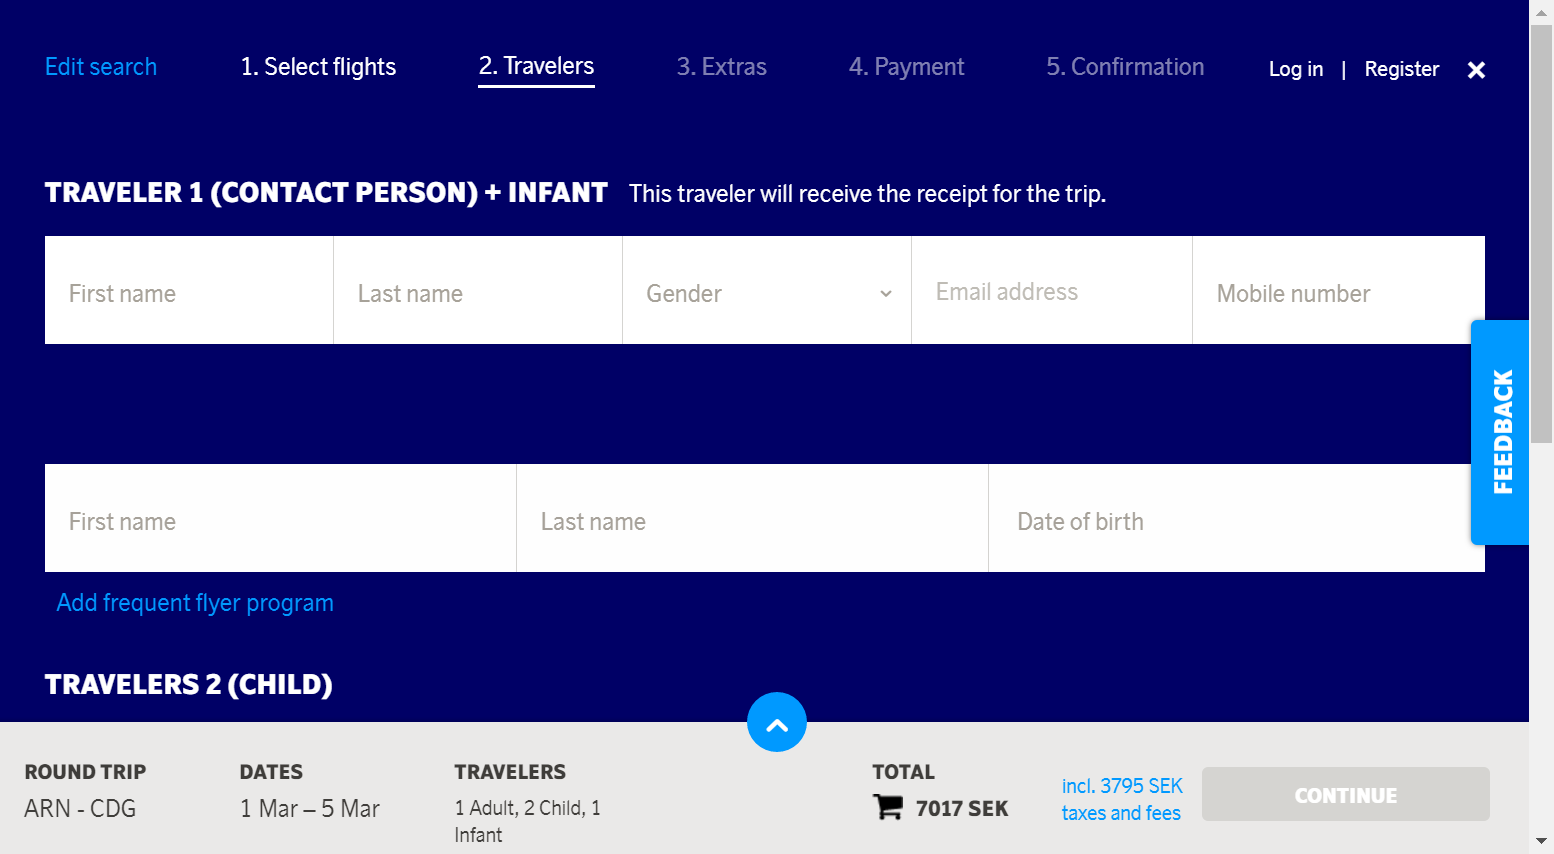 Edit search
1. Select flights
2. Travelers
3. Extras
4. Payment
5. Confirmation
Log in | Register
TRAVELER 1 (CONTACT PERSON) + INFANT This traveler will receive the receipt for the trip.
First name
Last name
Gender
Email address
Mobile number
FEEDBACK
First name
Last name
Date of birth
Add frequent flyer program
TRAVELERS 2 (CHILD)
ROUND TRIP
ARN - CDG
DATES
1 Mar – 5 Mar
TRAVELERS
1 Adult, 2 Child, 1
Infant
TOTAL
7017 SEK
incl. 3795 SEK
taxes and fees
CONTINUE